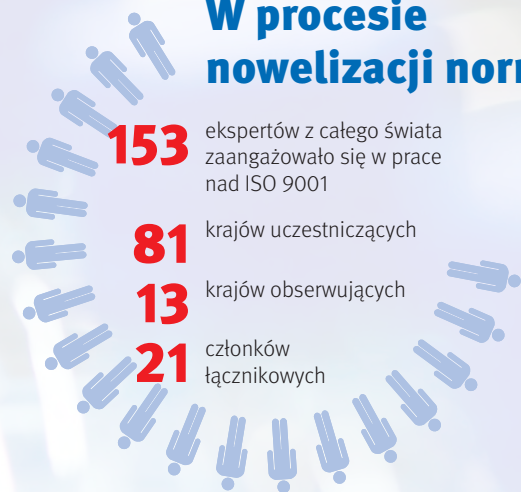 W procesie
nowelizacji nor
153 ekspertów z całego świata
zaangażowało się w prace
nad ISO 9001
81 krajów uczestniczących
13 krajów obserwujących
21 członków
łącznikowych